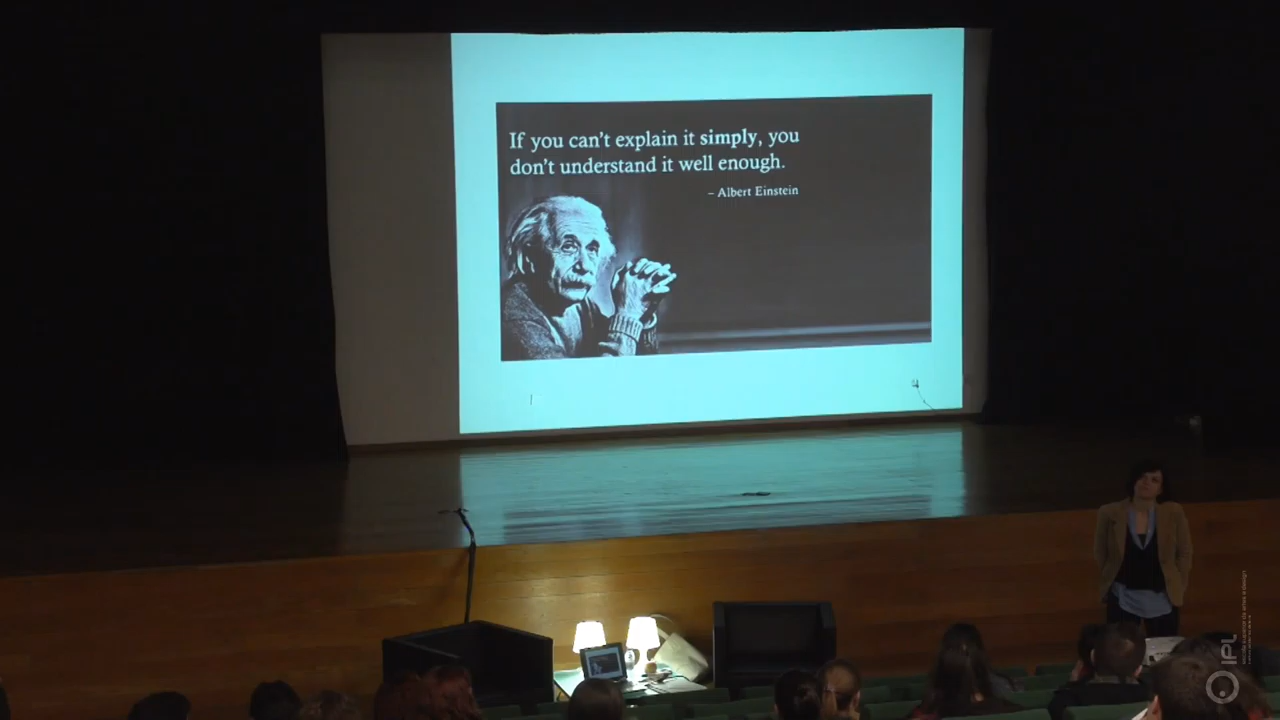 If you can't explain it simply, you
don't understand it well enough.
– Albert Einstein
IPL